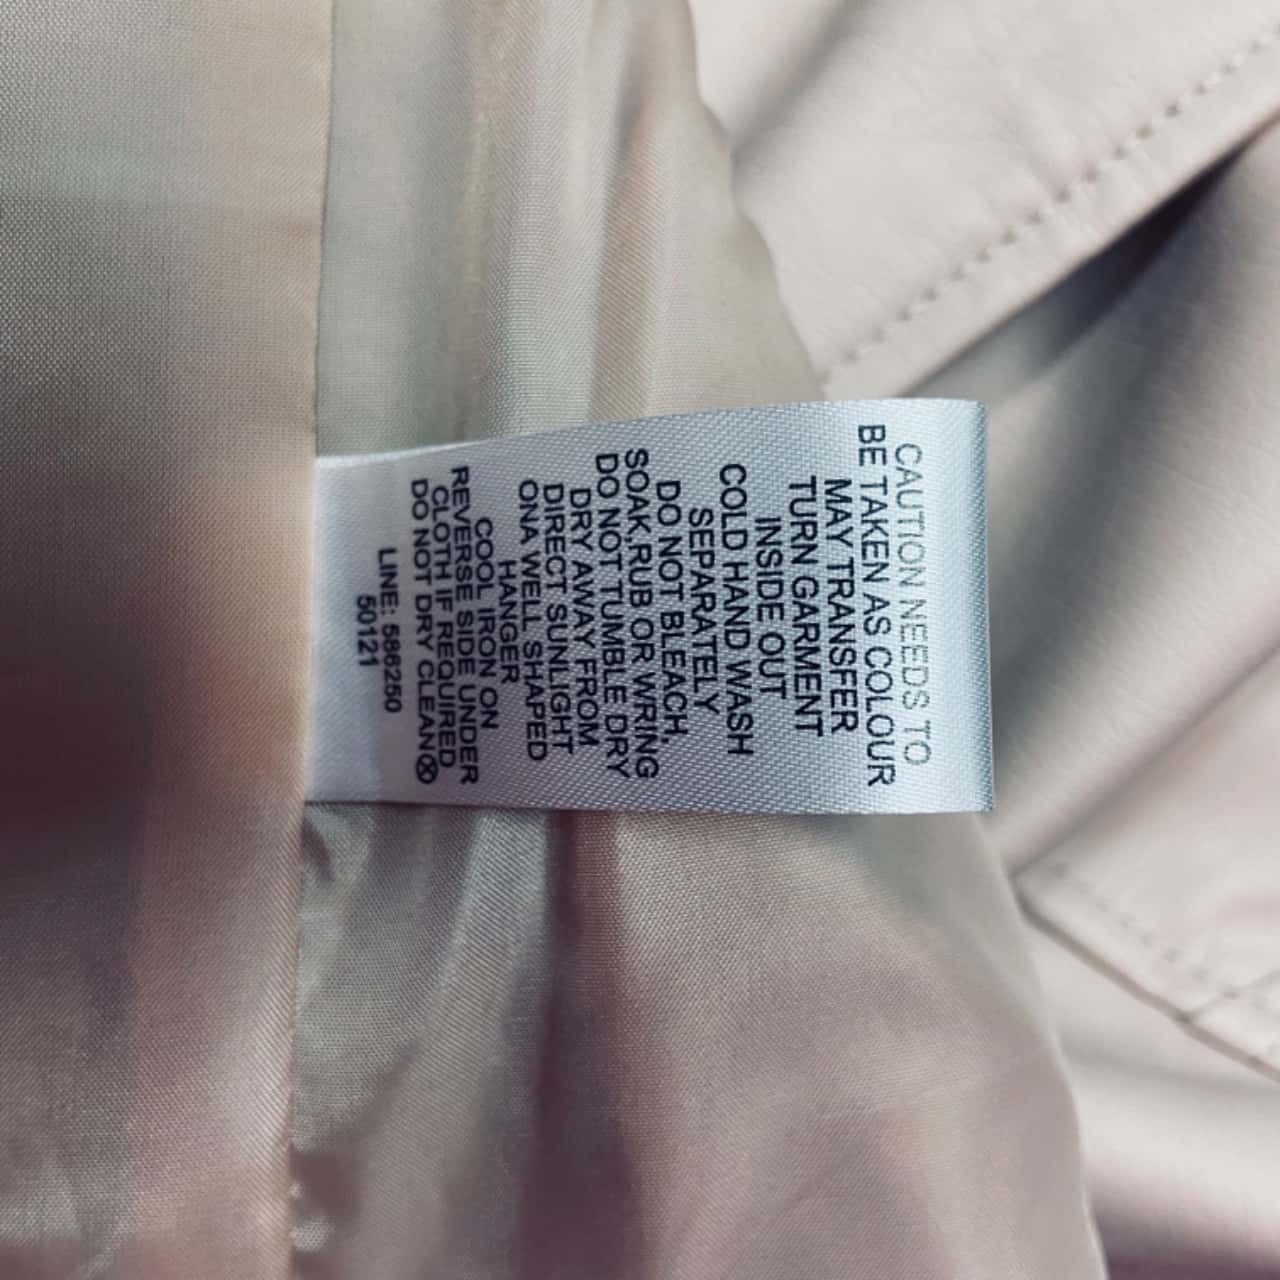 CAUTION NEEDS TO
BE TAKEN AS COLOUR
MAY TRANSFER
TURN GARMENT
INSIDE OUT
COLD HAND WASH
SEPARATELY
DO NOT BLEACH,
SOAK,RUB OR WRING
DO NOT TUMBLE DRY
DRY AWAY FROM
DIRECT SUNLIGHT
ONA WELL SHAPED
HANGER
COOL IRON ON
REVERSE SIDE UNDER
CLOTH IF REQUIRED
DO NOT DRY CLEAN
LINE: 586250
50121